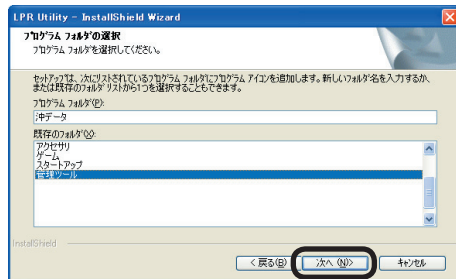 LPR Utility - InstallShield Wizard
プログラム フォルダの選択
プログラム フォルダを選択してください。
セットアップは、次にリストされているプログラム フォルダにプログラム アイコンを追加します。新しいフォルダ名を入力するか、
または既存のフォルダ リストから1つを選択することもできます。
プログラム フォルダ(P):
沖データ
既存のフォルダ(X):
アクセサリ
ゲーム
スタートアップ
管理ツール
InstallShield
< 戻る(B)
次へ (N)>
キャンセル